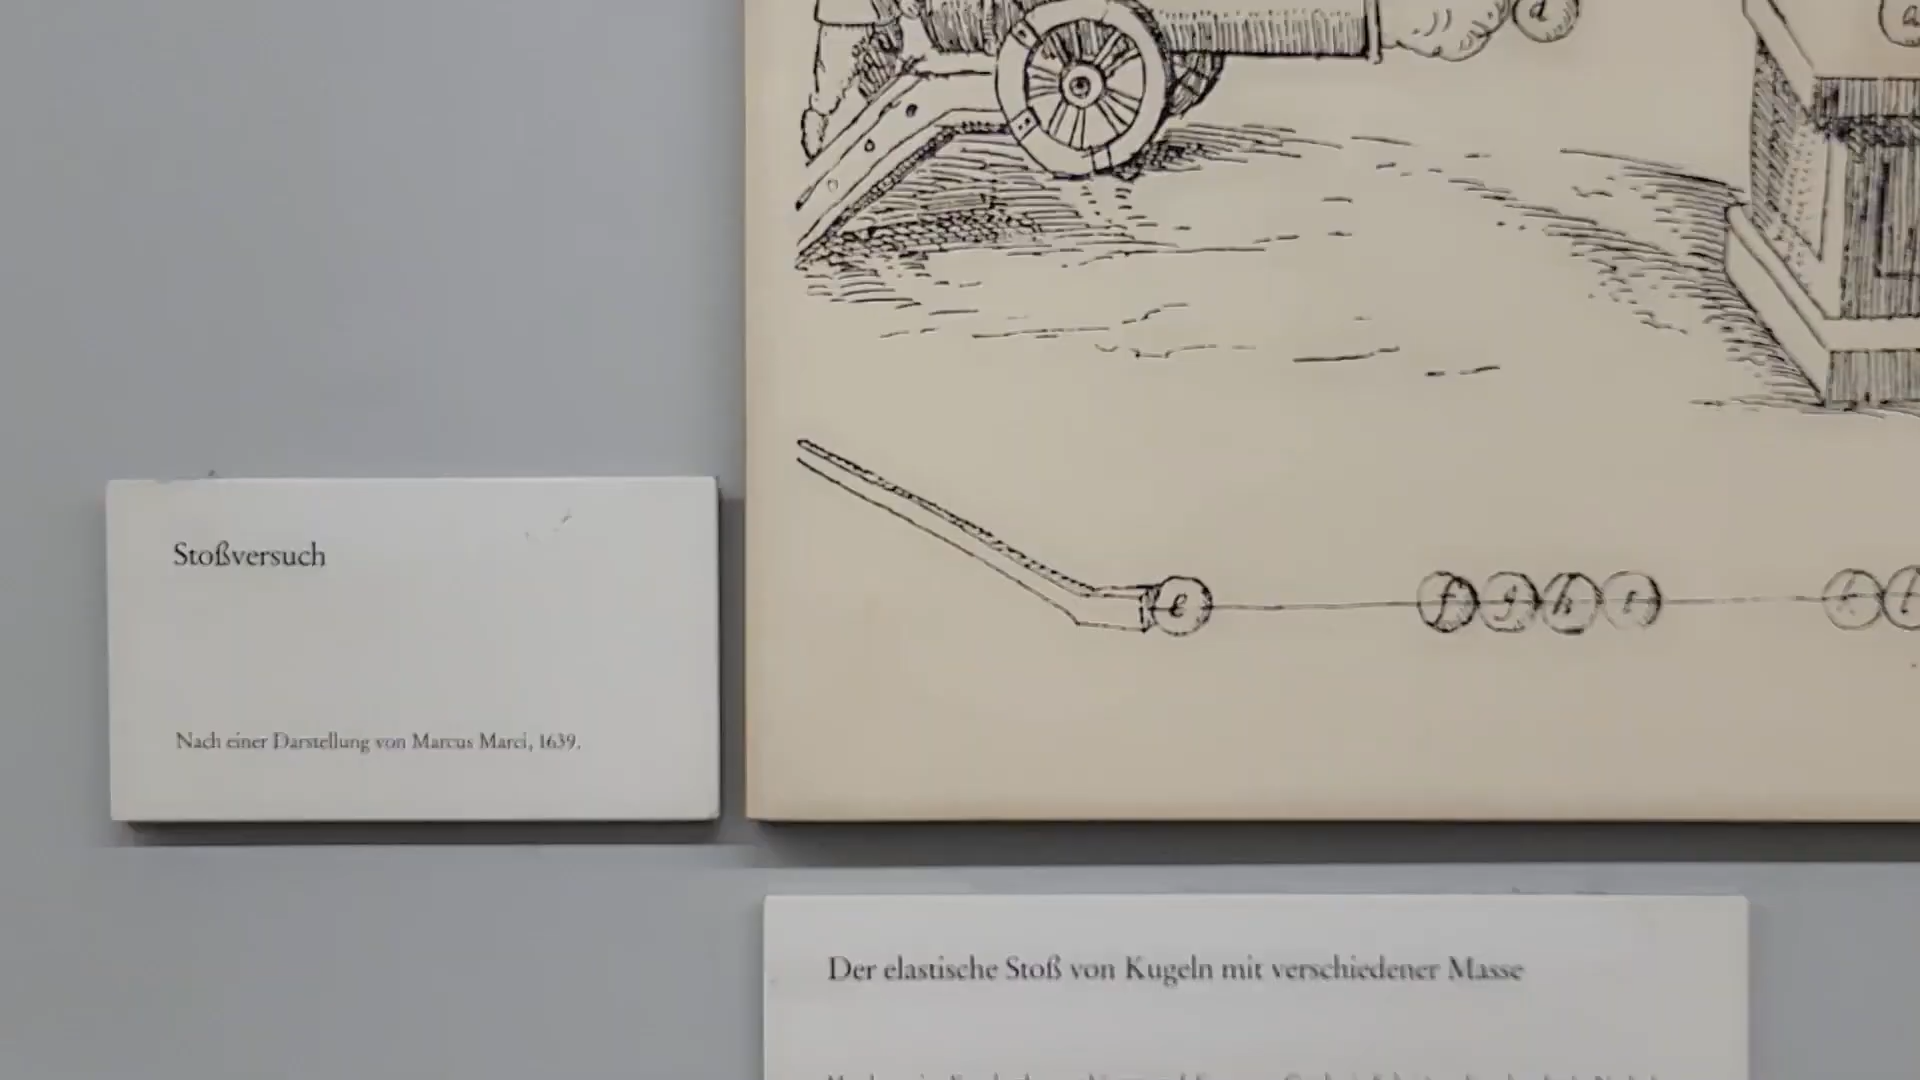 d
a
Stoßversuch
Nach einer Darstellung von Marcus Marci, 1639.
e f g h i k l
Der elastische Stoß von Kugeln mit verschiedener Masse